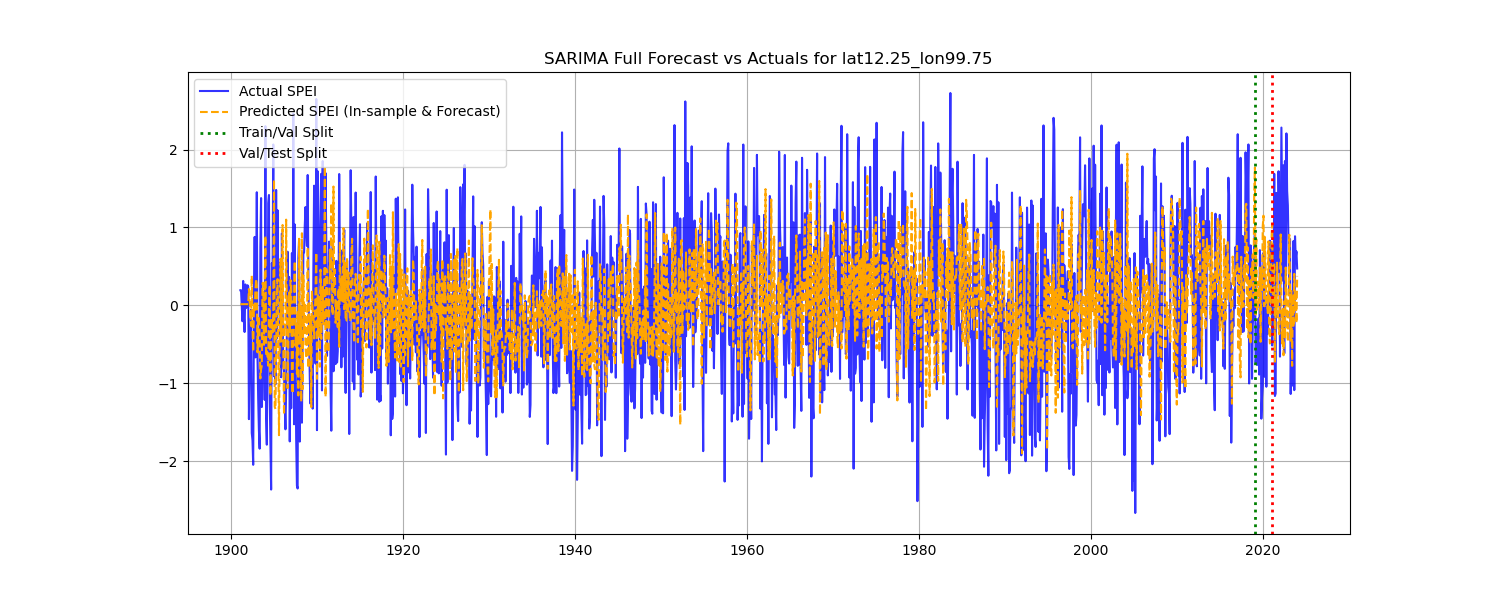 SARIMA Full Forecast vs Actuals for lat12.25_lon99.75
Actual SPEI
Predicted SPEI (In-sample & Forecast)
Train/Val Split
Val/Test Split
2
1
0
−1
−2
1900 1920 1940 1960 1980 2000 2020